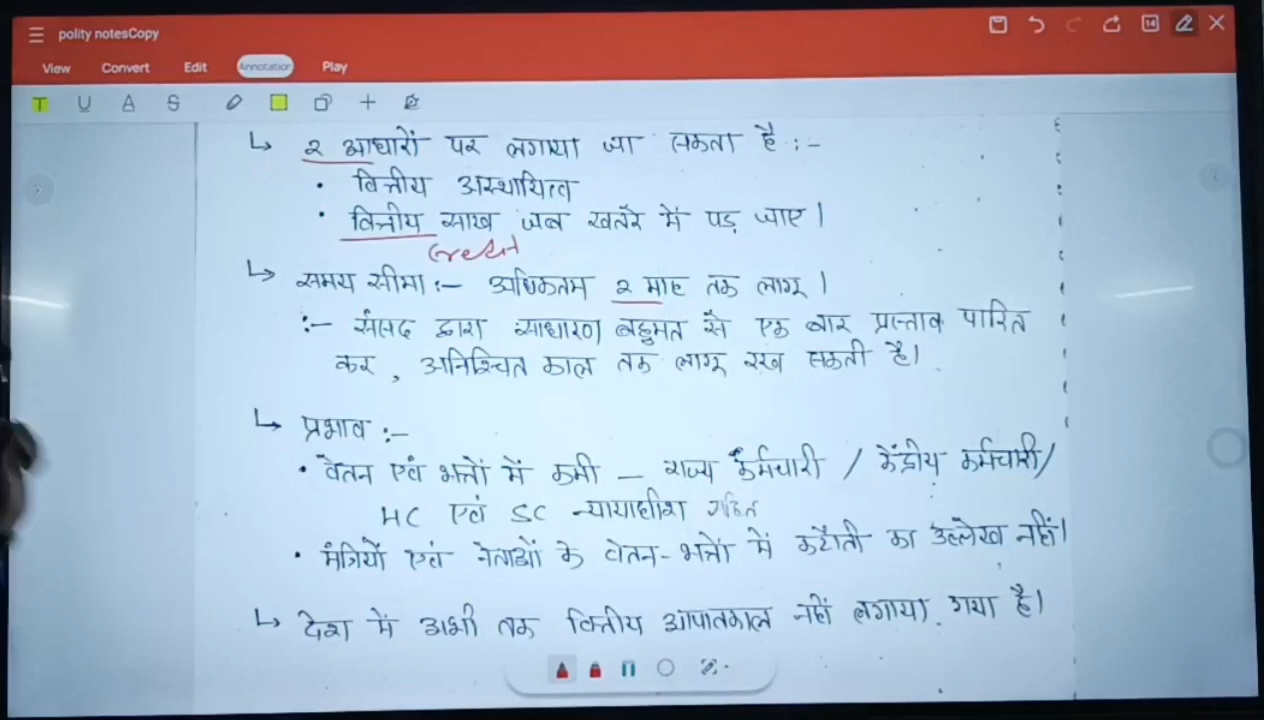 polity notesCopy
View Convert Edit Annotation Play
T U A S
14
↳ २ आधारों पर लगाया जा सकता है :-
• वित्तीय अस्थायित्व
• वित्तीय साख जब खतरे में पड़ जाए।
credit
↳ समय सीमा :- अधिकतम २ माह तक लागू।
:- संसद द्वारा साधारण बहुमत से एक बार प्रस्ताव पारित
कर, अनिश्चित काल तक लागू रख सकती है।
↳ प्रभाव :-
• वेतन एवं भत्तों में कमी – राज्य कर्मचारी / केंद्रीय कर्मचारी/
HC एवं SC न्यायाधीश सहित
• मंत्रियों एवं नेताओं के वेतन-भत्तों में कटौती का उल्लेख नहीं।
↳ देश में अभी तक वित्तीय आपातकाल नहीं लगाया गया है।